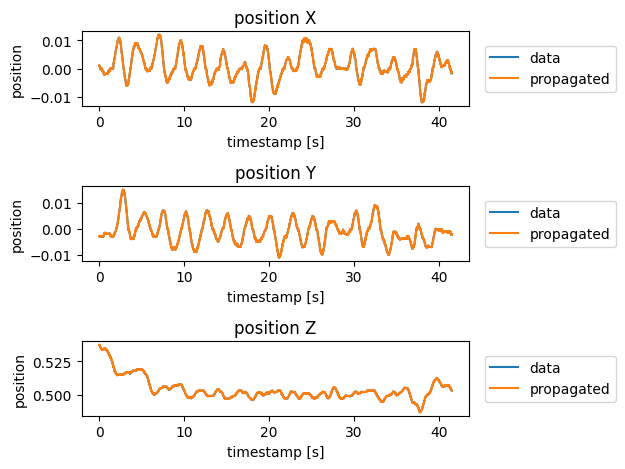 position X
position
0.01
0.00
−0.01
0 10 20 30 40
timestamp [s]
data
propagated
position Y
position
0.01
0.00
−0.01
0 10 20 30 40
timestamp [s]
data
propagated
position Z
position
0.525
0.500
0 10 20 30 40
timestamp [s]
data
propagated